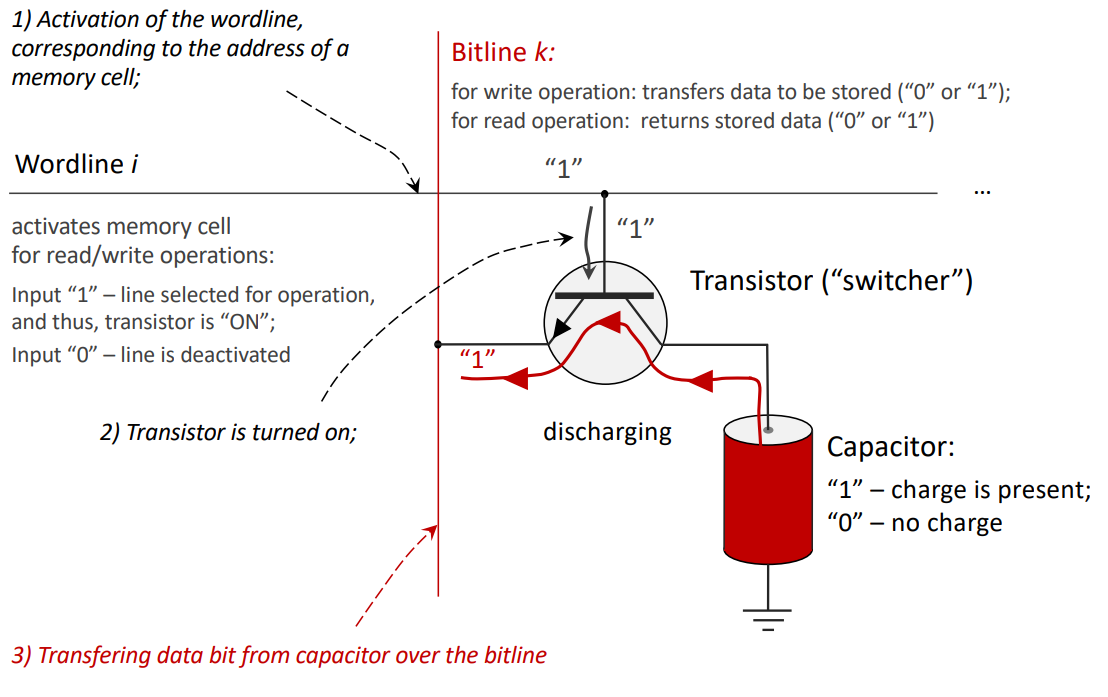 1) Activation of the wordline,
corresponding to the address of a
memory cell;
Bitline k:
for write operation: transfers data to be stored (“0” or “1”);
for read operation:  returns stored data (“0” or “1”)
Wordline i
“1”
...
activates memory cell
for read/write operations:
Input “1” – line selected for operation,
and thus, transistor is “ON”;
Input “0” – line is deactivated
“1”
Transistor (“switcher”)
“1”
2) Transistor is turned on;
discharging
Capacitor:
“1” – charge is present;
“0” – no charge
3) Transfering data bit from capacitor over the bitline